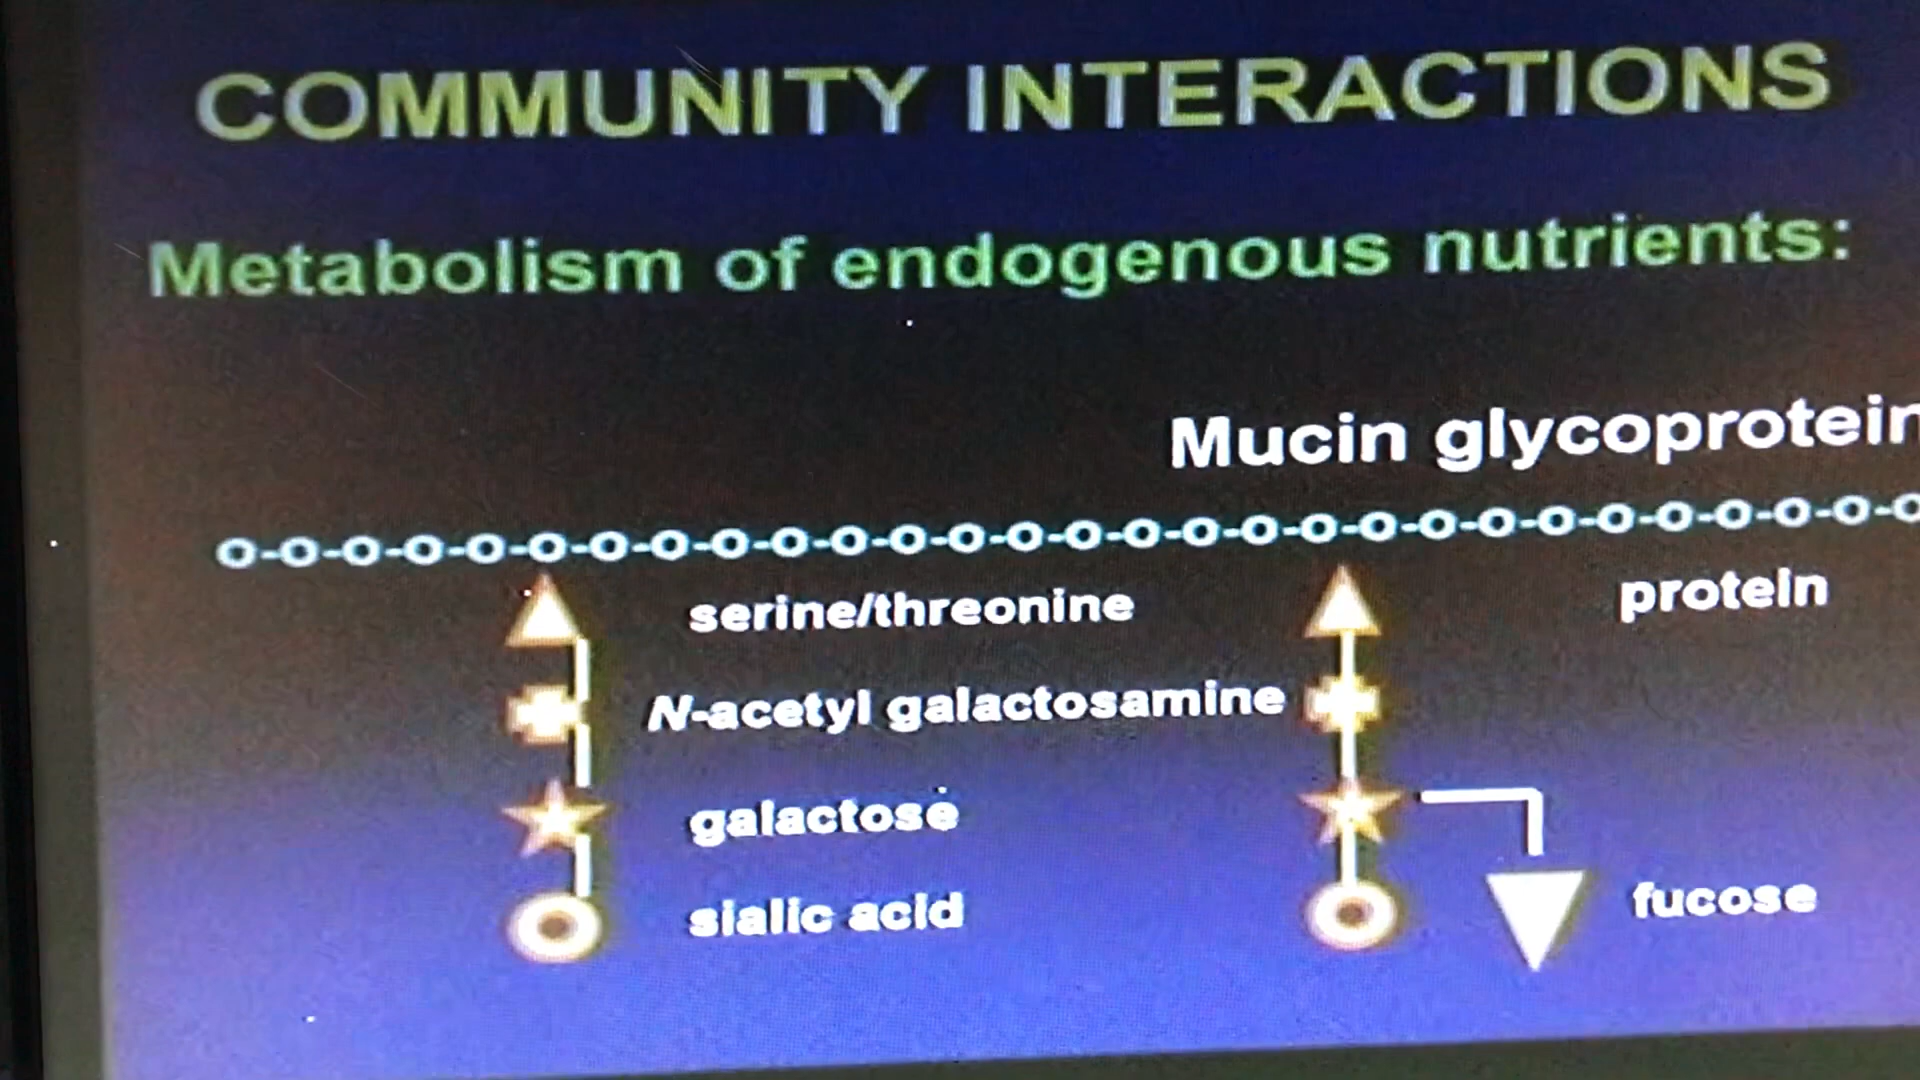 COMMUNITY INTERACTIONS
Metabolism of endogenous nutrients:
Mucin glycoprotein
serine/threonine
protein
N-acetyl galactosamine
galactose
sialic acid
fucose